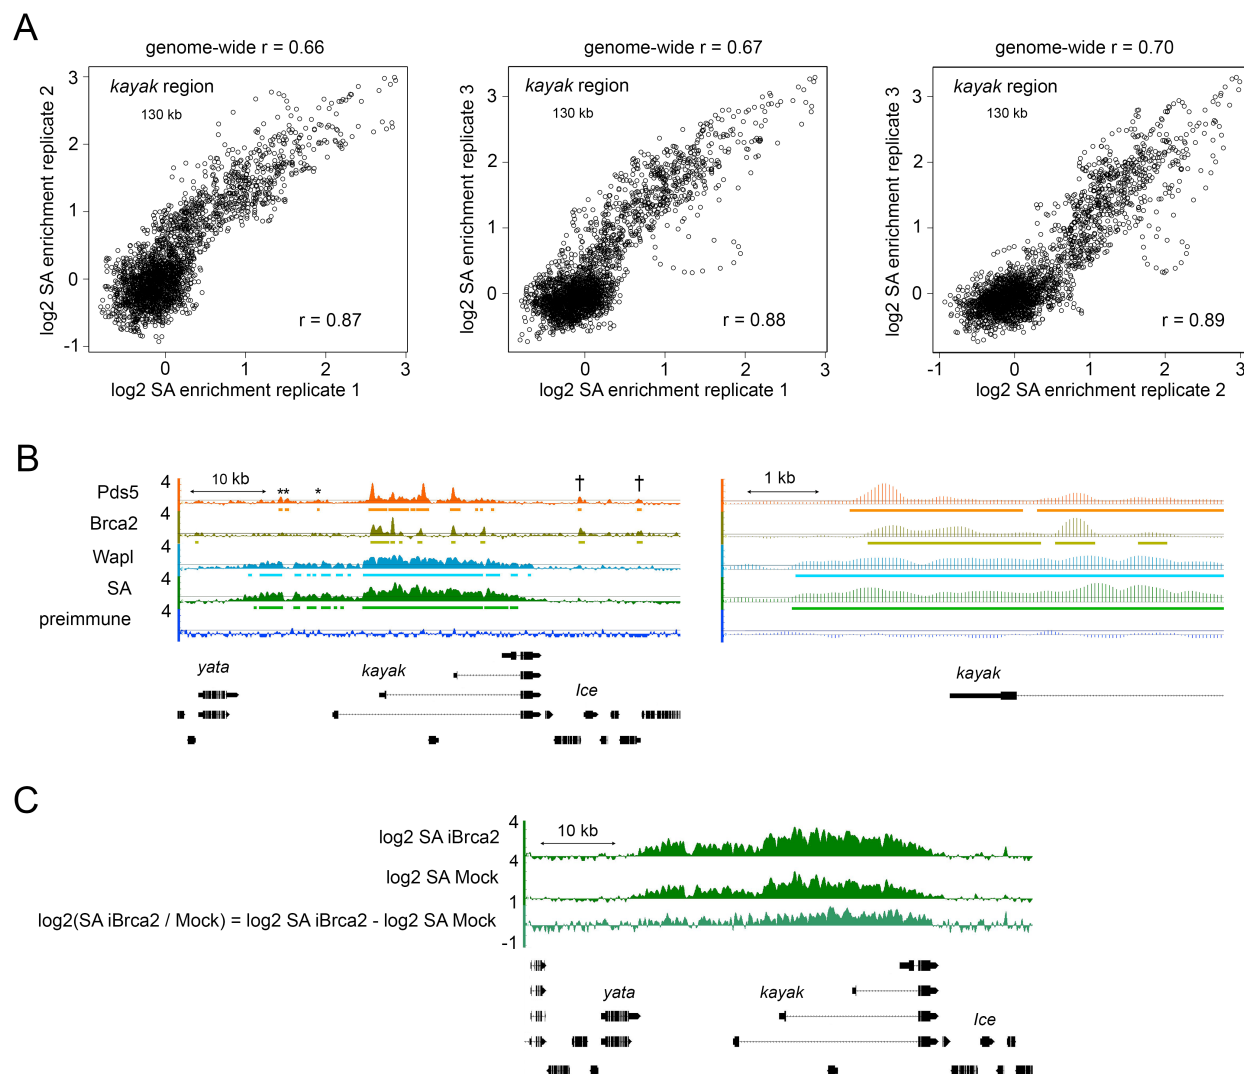 A
genome-wide r = 0.66
genome-wide r = 0.67
genome-wide r = 0.70
kayak region
130 kb
r = 0.87
3
2
1
0
-1
0
1
2
3
log2 SA enrichment replicate 2
log2 SA enrichment replicate 1
kayak region
130 kb
r = 0.88
3
2
1
0
0
1
2
3
log2 SA enrichment replicate 3
log2 SA enrichment replicate 1
kayak region
130 kb
r = 0.89
3
2
1
0
-1
0
1
2
3
log2 SA enrichment replicate 3
log2 SA enrichment replicate 2
B
4
10 kb
** * † †
1 kb
Pds5
4
Brca2
4
Wapl
4
SA
4
preimmune
yata
kayak
Ice
kayak
C
4
10 kb
log2 SA iBrca2
4
log2 SA Mock
1
log2(SA iBrca2 / Mock) = log2 SA iBrca2 - log2 SA Mock
-1
yata
kayak
Ice